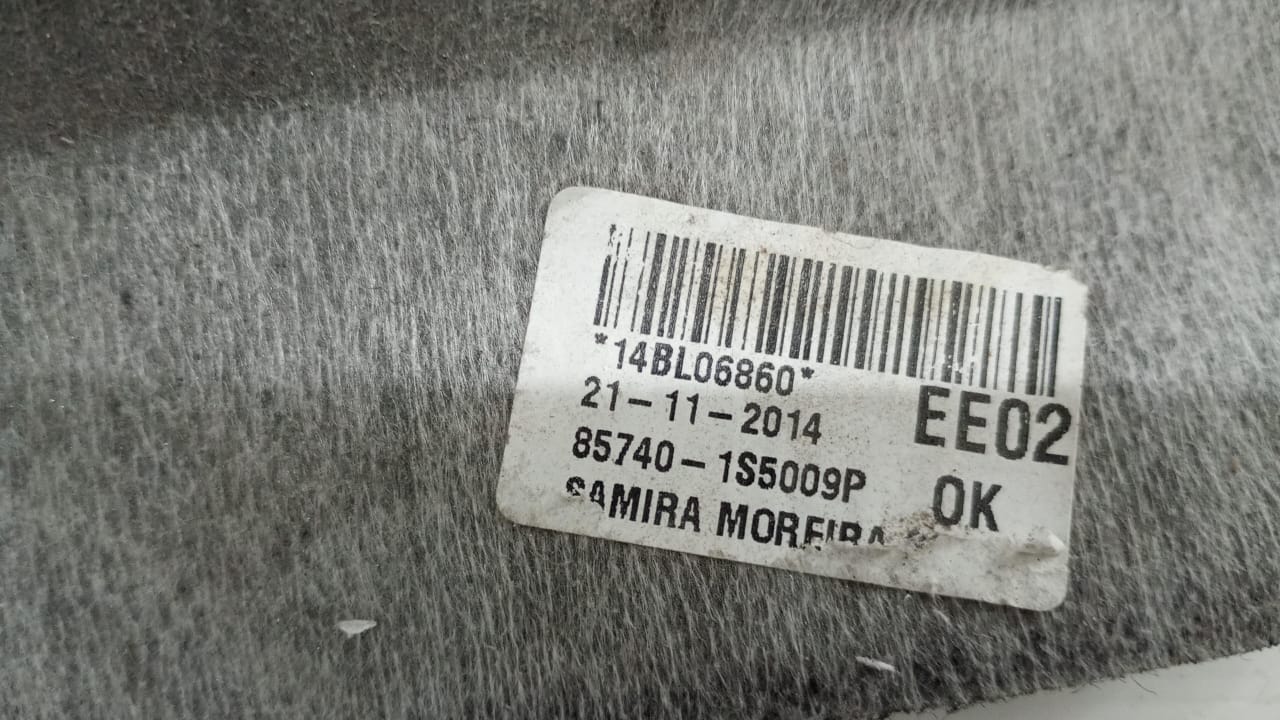 *14BL06860*
21-11-2014
EE02
85740-1S5009P
OK
SAMIRA MOREIRA